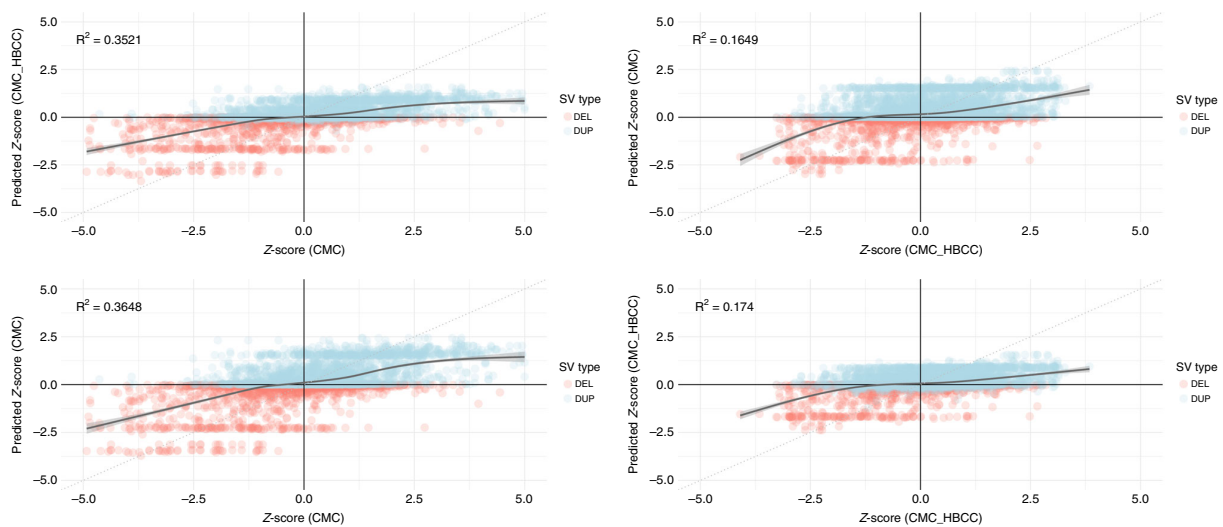 Predicted Z-score (CMC_HBCC)
5.0
2.5
0.0
−2.5
−5.0
R² = 0.3521
−5.0 −2.5 0.0 2.5 5.0
Z-score (CMC)
SV type
DEL
DUP
Predicted Z-score (CMC)
5.0
2.5
0.0
−2.5
−5.0
R² = 0.1649
−5.0 −2.5 0.0 2.5 5.0
Z-score (CMC_HBCC)
SV type
DEL
DUP
Predicted Z-score (CMC)
5.0
2.5
0.0
−2.5
−5.0
R² = 0.3648
−5.0 −2.5 0.0 2.5 5.0
Z-score (CMC)
SV type
DEL
DUP
Predicted Z-score (CMC_HBCC)
5.0
2.5
0.0
−2.5
−5.0
R² = 0.174
−5.0 −2.5 0.0 2.5 5.0
Z-score (CMC_HBCC)
SV type
DEL
DUP